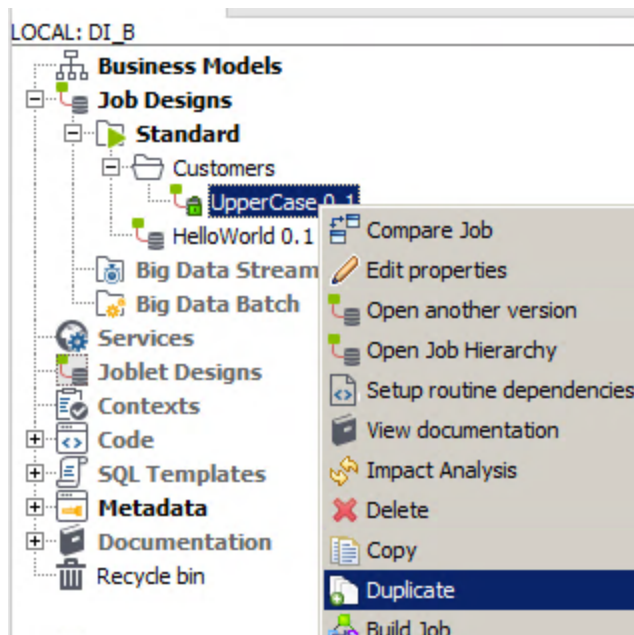 LOCAL: DI_B
Business Models
Job Designs
Standard
Customers
UpperCase 0.1
HelloWorld 0.1
Big Data Stream
Big Data Batch
Services
Joblet Designs
Contexts
Code
SQL Templates
Metadata
Documentation
Recycle bin
Compare Job
Edit properties
Open another version
Open Job Hierarchy
Setup routine dependencies
View documentation
Impact Analysis
Delete
Copy
Duplicate
Build Job